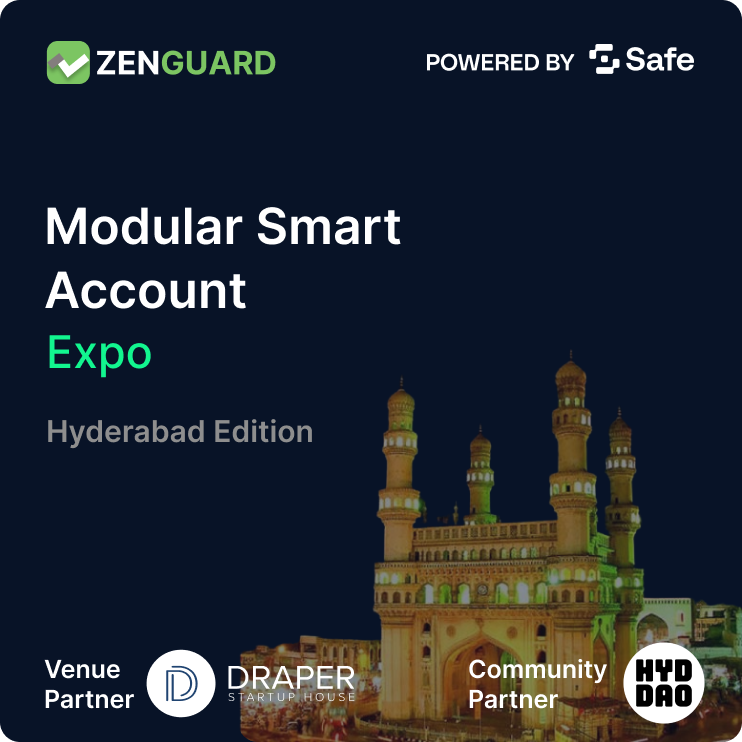 ZENGUARD
POWERED BY Safe
Modular Smart
Account
Expo
Hyderabad Edition
Venue
Partner
DRAPER
STARTUP HOUSE
Community
Partner
HYD
DAO